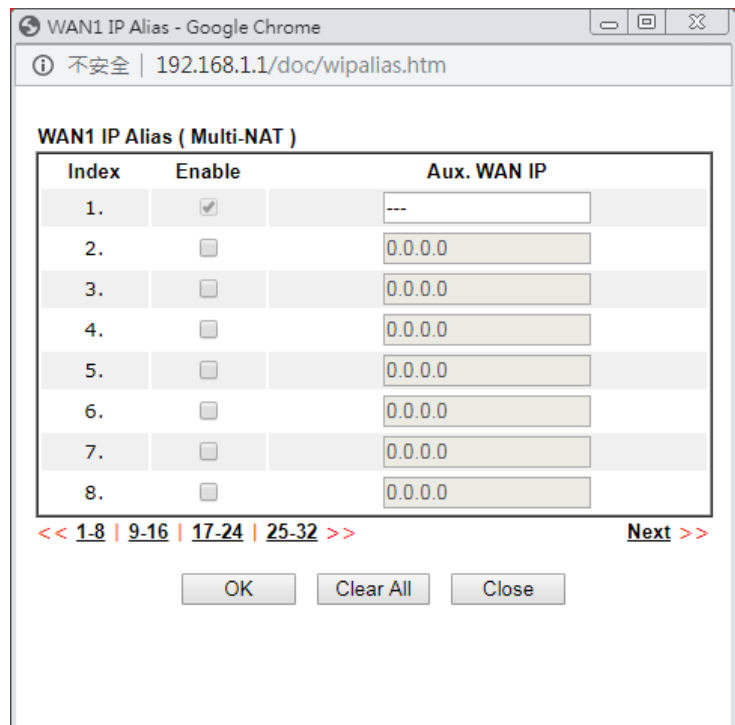 WAN1 IP Alias - Google Chrome
不安全 | 192.168.1.1/doc/wipalias.htm
WAN1 IP Alias ( Multi-NAT )
Index Enable Aux. WAN IP
1. ---
2. 0.0.0.0
3. 0.0.0.0
4. 0.0.0.0
5. 0.0.0.0
6. 0.0.0.0
7. 0.0.0.0
8. 0.0.0.0
<< 1-8 | 9-16 | 17-24 | 25-32 >> Next >>
OK Clear All Close